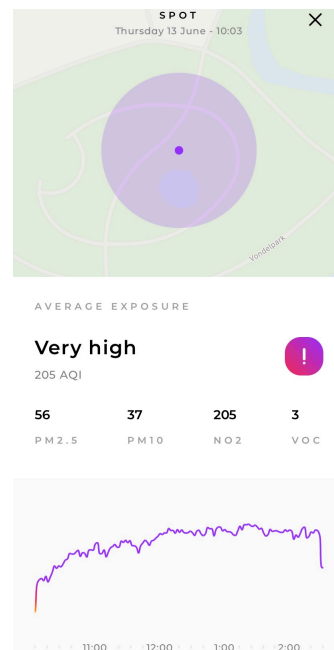 SPOT
Thursday 13 June - 10:03
Vondelpark
AVERAGE EXPOSURE
Very high
!
205 AQI
56 37 205 3
PM2.5 PM10 NO2 VOC
11:00 12:00 1:00 2:00